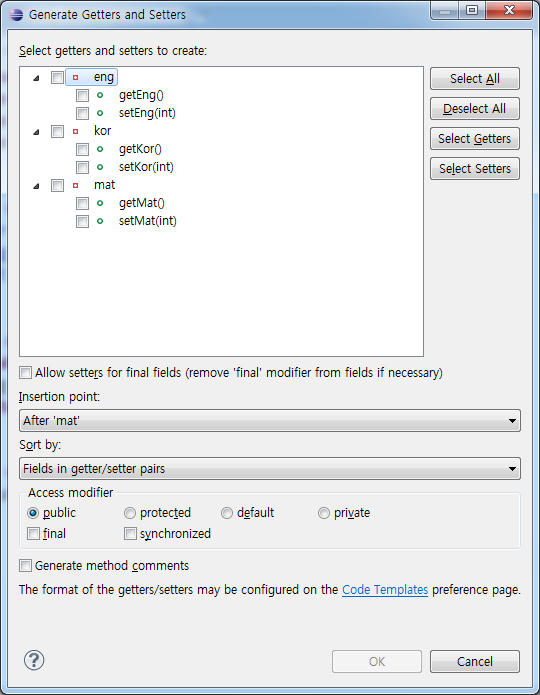 Generate Getters and Setters
Select getters and setters to create:
eng
getEng()
setEng(int)
kor
getKor()
setKor(int)
mat
getMat()
setMat(int)
Select All
Deselect All
Select Getters
Select Setters
Allow setters for final fields (remove 'final' modifier from fields if necessary)
Insertion point:
After 'mat'
Sort by:
Fields in getter/setter pairs
Access modifier
public protected default private
final synchronized
Generate method comments
The format of the getters/setters may be configured on the Code Templates preference page.
? OK Cancel